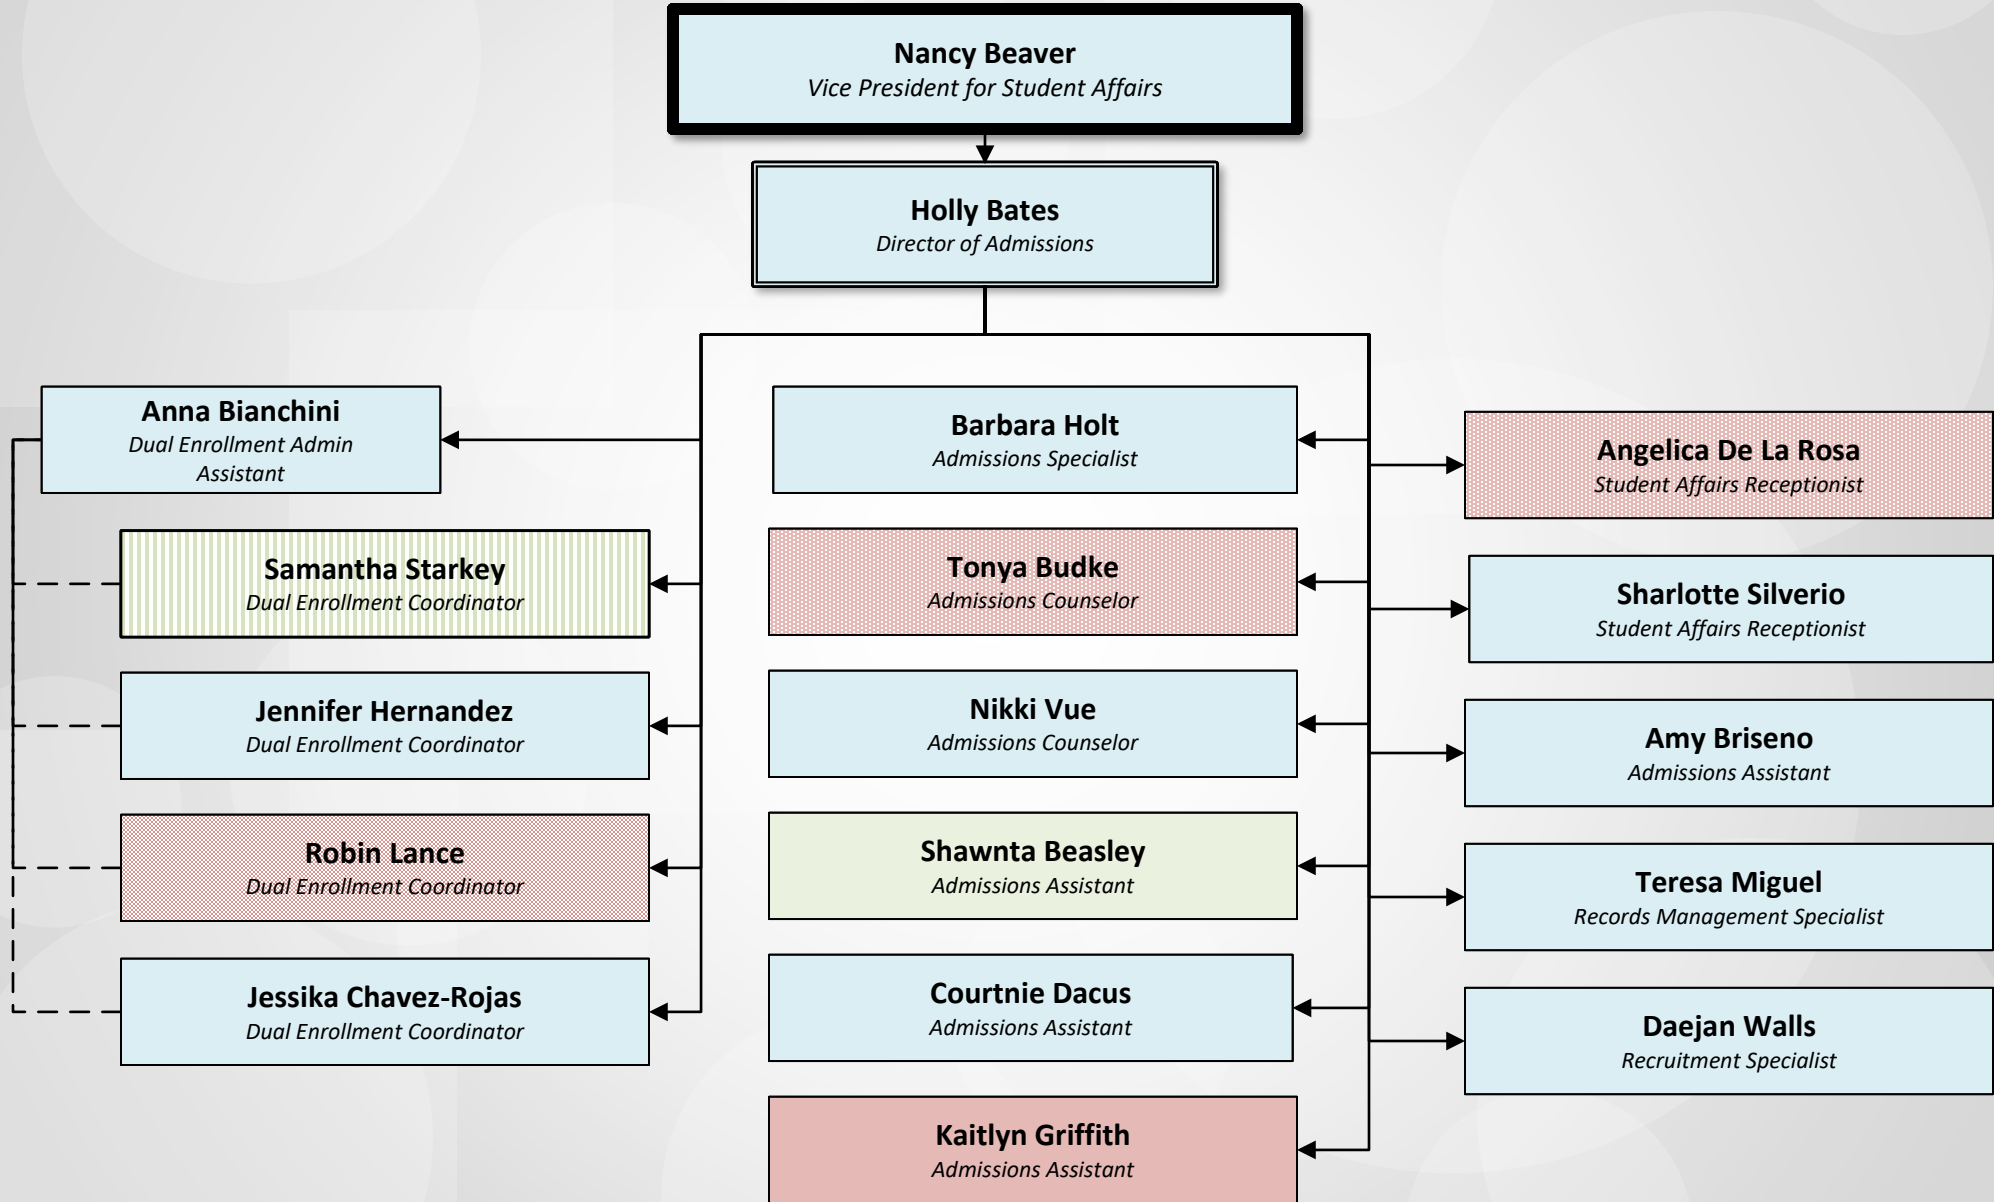 Nancy Beaver
Vice President for Student Affairs
Holly Bates
Director of Admissions
Anna Bianchini
Dual Enrollment Admin
Assistant
Samantha Starkey
Dual Enrollment Coordinator
Jennifer Hernandez
Dual Enrollment Coordinator
Robin Lance
Dual Enrollment Coordinator
Jessika Chavez-Rojas
Dual Enrollment Coordinator
Barbara Holt
Admissions Specialist
Tonya Budke
Admissions Counselor
Nikki Vue
Admissions Counselor
Shawnta Beasley
Admissions Assistant
Courtnie Dacus
Admissions Assistant
Kaitlyn Griffith
Admissions Assistant
Angelica De La Rosa
Student Affairs Receptionist
Sharlotte Silverio
Student Affairs Receptionist
Amy Briseno
Admissions Assistant
Teresa Miguel
Records Management Specialist
Daejan Walls
Recruitment Specialist